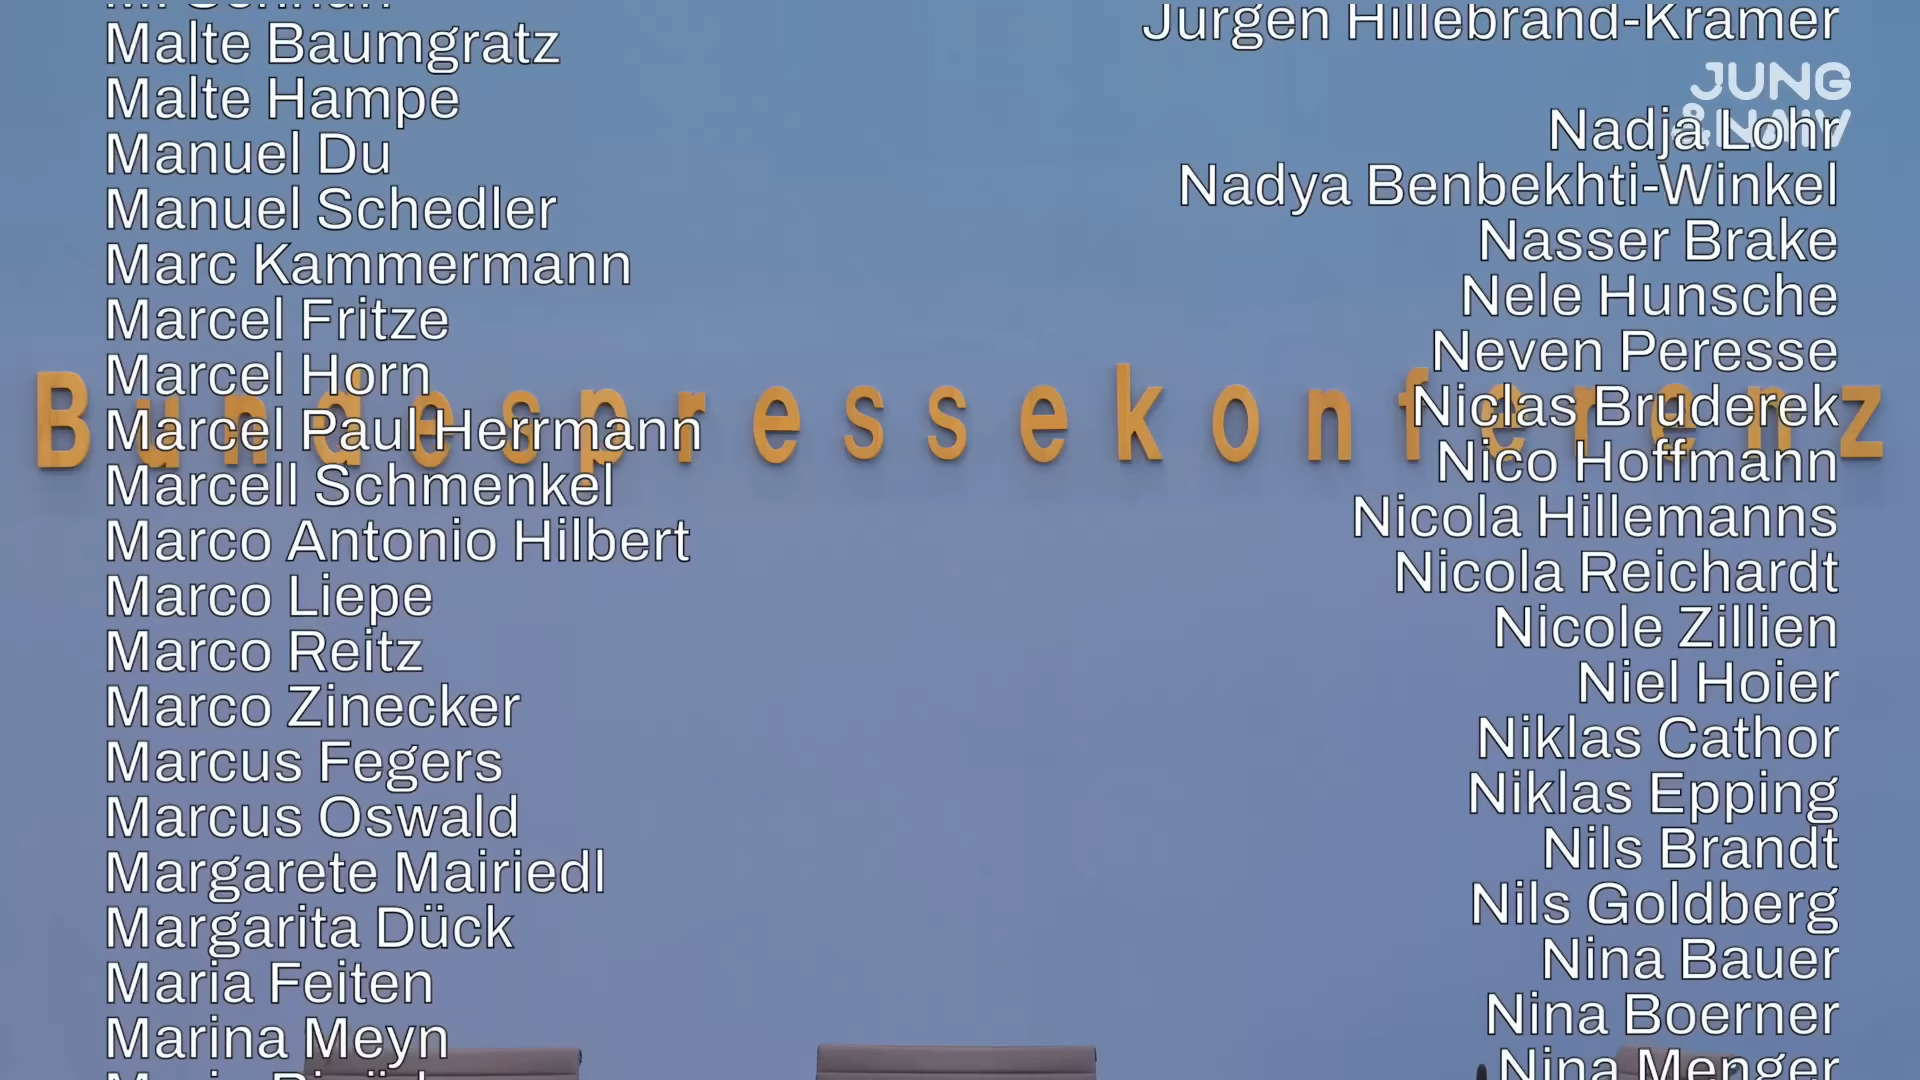 Malte Baumgratz
Malte Hampe
Manuel Du
Manuel Schedler
Marc Kammermann
Marcel Fritze
Marcel Horn
Marcel Paul Herrmann
Marcell Schmenkel
Marco Antonio Hilbert
Marco Liepe
Marco Reitz
Marco Zinecker
Marcus Fegers
Marcus Oswald
Margarete Mairiedl
Margarita Dück
Maria Feiten
Marina Meyn
Jürgen Hillebrand-Kramer
JUNG
& NAIV
Nadja Lohr
Nadya Benbekhti-Winkel
Nasser Brake
Nele Hunsche
Neven Peresse
Niclas Bruderek
Nico Hoffmann
Nicola Hillemanns
Nicola Reichardt
Nicole Zillien
Niel Hoier
Niklas Cathor
Niklas Epping
Nils Brandt
Nils Goldberg
Nina Bauer
Nina Boerner
Nina Menger
Bundespressekonferenz